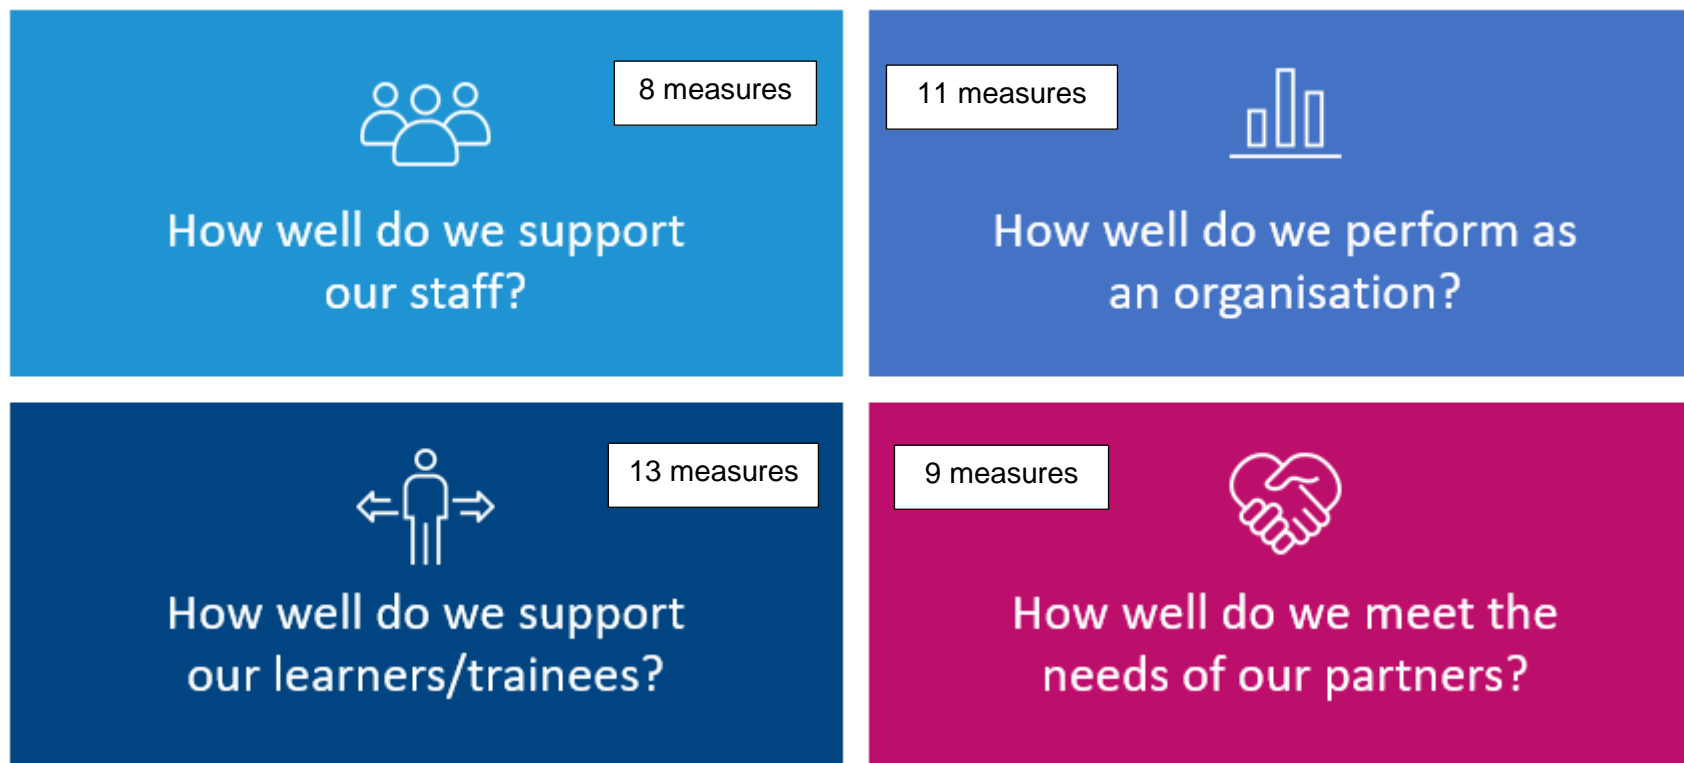 8 measures
How well do we support
our staff?
11 measures
How well do we perform as
an organisation?
13 measures
How well do we support
our learners/trainees?
9 measures
How well do we meet the
needs of our partners?